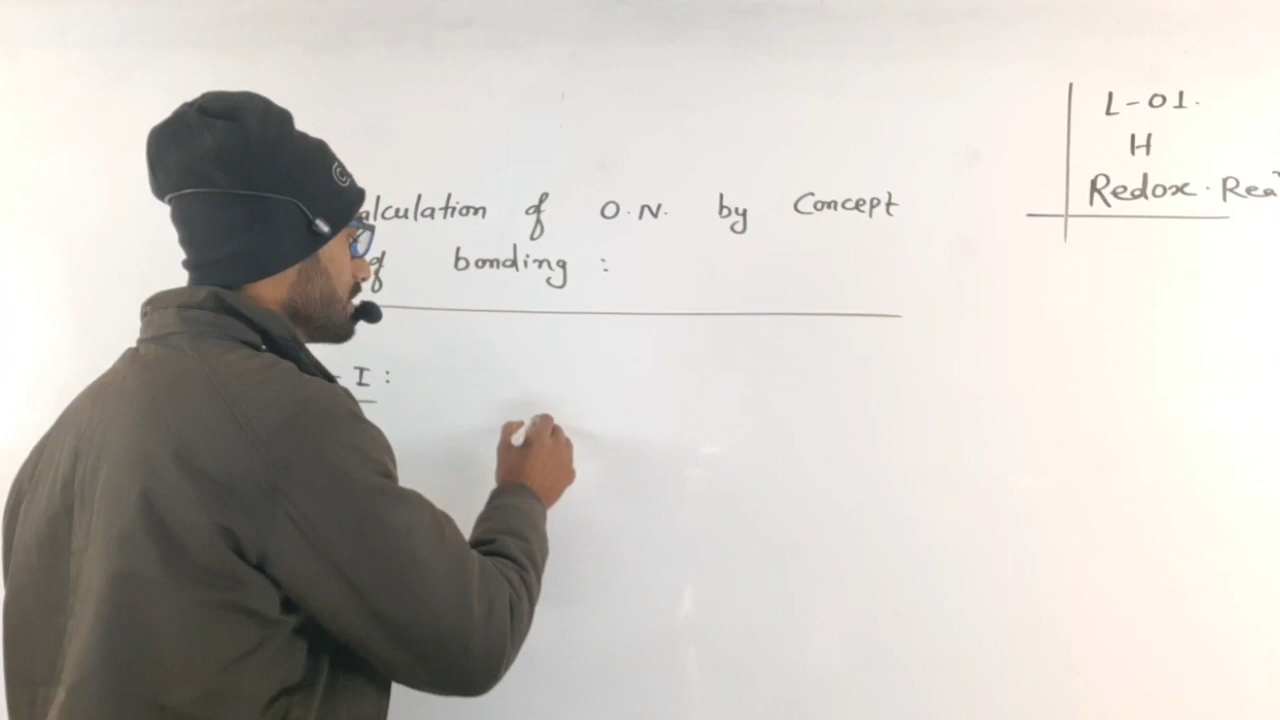 alculation of O.N. by Concept
of bonding :
- I :
L-01.
H
Redox. Rea